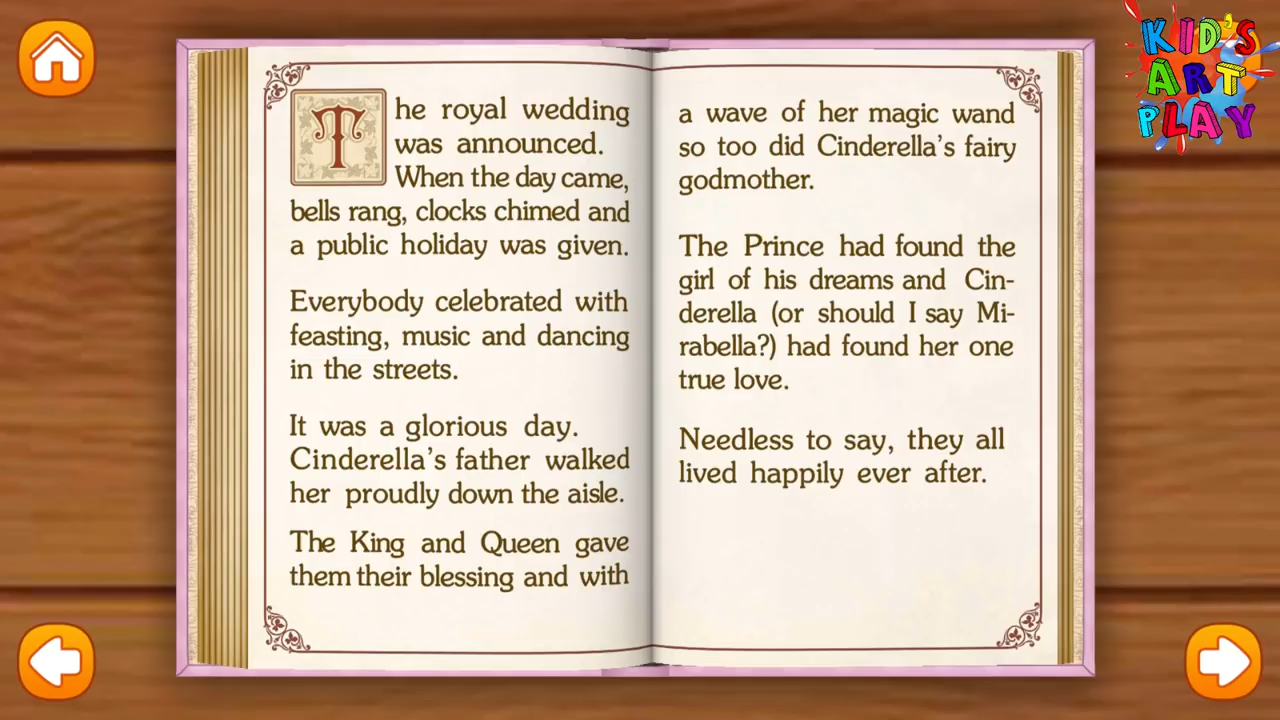 The royal wedding
was announced.
When the day came,
bells rang, clocks chimed and
a public holiday was given.
Everybody celebrated with
feasting, music and dancing
in the streets.
It was a glorious day.
Cinderella's father walked
her proudly down the aisle.
The King and Queen gave
them their blessing and with
a wave of her magic wand
so too did Cinderella's fairy
godmother.
The Prince had found the
girl of his dreams and Cin-
derella (or should I say Mi-
rabella?) had found her one
true love.
Needless to say, they all
lived happily ever after.
KID'S
ART
PLAY